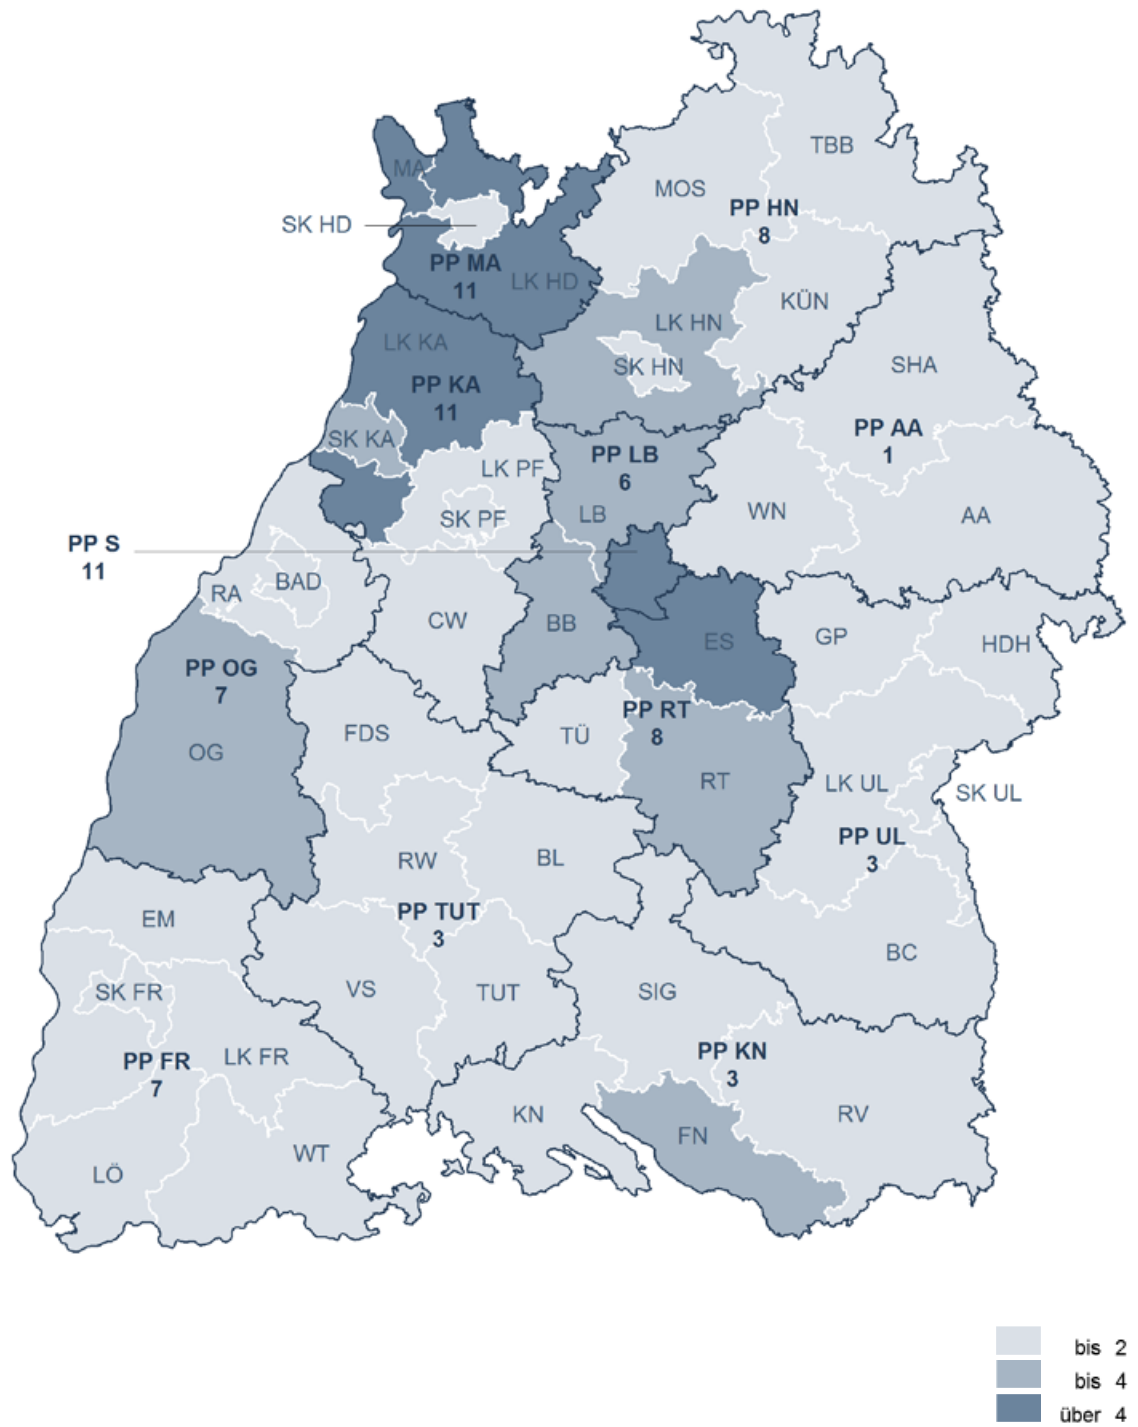 TBB
MA
MOS
PP HN
8
SK HD
PP MA
11
LK HD
KÜN
LK HN
LK KA
SK HN
SHA
PP KA
11
SK KA
PP AA
1
PP LB
6
LK PF
SK PF
LB
WN
AA
PP S
11
RA
BAD
CW
BB
ES
GP
HDH
PP OG
7
PP RT
8
FDS
TÜ
OG
RT
LK UL
SK UL
PP UL
3
RW
BL
EM
PP TUT
3
BC
SK FR
VS
TUT
SIG
PP FR
7
LK FR
PP KN
3
KN
RV
FN
LÖ
WT
bis 2
bis 4
über 4